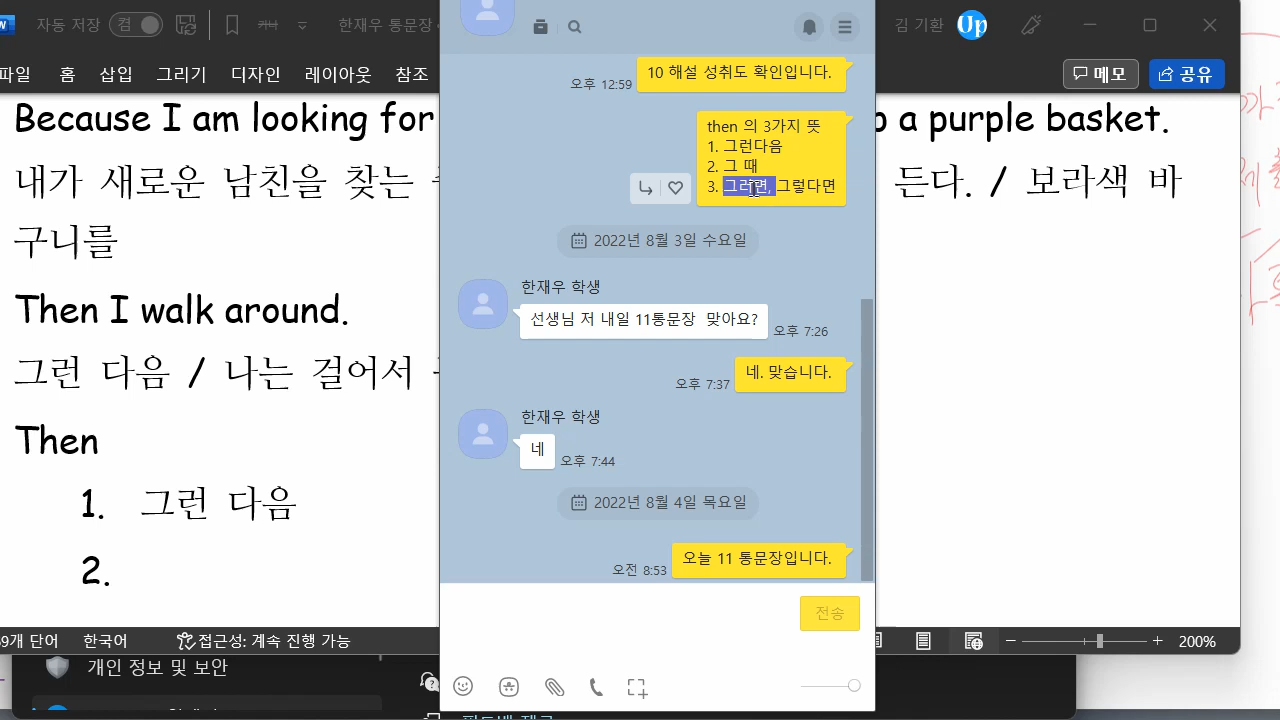 자동 저장
켬
가나
한재우 통문장
김 기환
Up
파일 홈 삽입 그리기 디자인 레이아웃 참조
메모
공유
Because I am looking for
a purple basket.
내가 새로운 남친을 찾는
든다. / 보라색 바
구니를
Then I walk around.
그런 다음 / 나는 걸어서
Then
1. 그런 다음
2.
9개 단어
한국어
접근성: 계속 진행 가능
200%
개인 정보 및 보안
10 해설 성취도 확인입니다.
오후 12:59
then 의 3가지 뜻
1. 그런다음
2. 그 때
3. 그러면, 그렇다면
2022년 8월 3일 수요일
한재우 학생
선생님 저 내일 11통문장 맞아요?
오후 7:26
네. 맞습니다.
오후 7:37
한재우 학생
네
오후 7:44
2022년 8월 4일 목요일
오늘 11 통문장입니다.
오전 8:53
전송